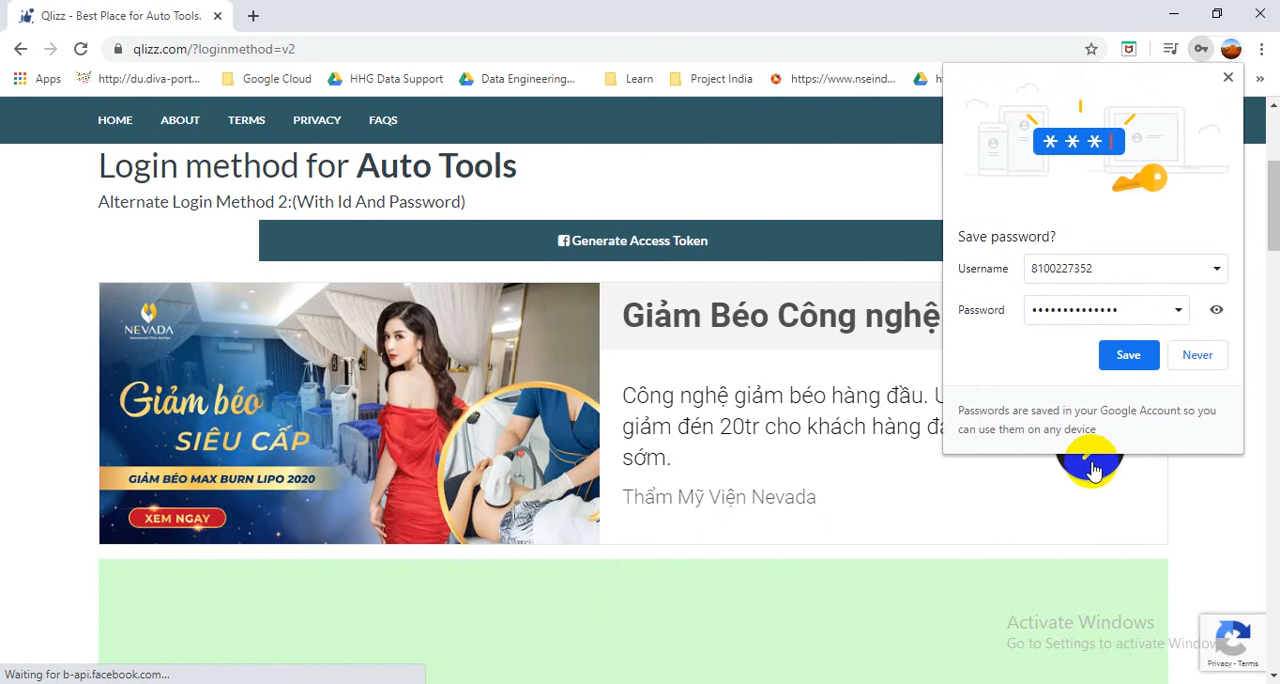 Qlizz - Best Place for Auto Tools.
qlizz.com/?loginmethod=v2
Apps http://du.diva-port... Google Cloud HHG Data Support Data Engineering... Learn Project India https://www.nseind...
HOME ABOUT TERMS PRIVACY FAQS
Login method for Auto Tools
Alternate Login Method 2:(With Id And Password)
Generate Access Token
NEVADA
Giảm béo
SIÊU CẤP
GIẢM BÉO MAX BURN LIPO 2020
XEM NGAY
Giảm Béo Công nghệ
Công nghệ giảm béo hàng đầu. U
giảm đén 20tr cho khách hàng đă
sớm.
Thẩm Mỹ Viện Nevada
* * *
Save password?
Username 8100227352
Password ••••••••••••••
Save Never
Passwords are saved in your Google Account so you
can use them on any device
Activate Windows
Go to Settings to activate Window
Privacy - Terms
Waiting for b-api.facebook.com...